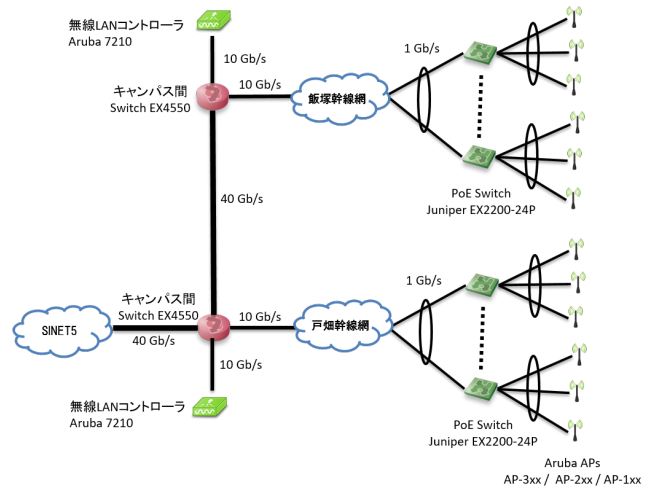 無線LANコントローラ
Aruba 7210
10 Gb/s
1 Gb/s
キャンパス間
Switch EX4550
10 Gb/s
飯塚幹線網
PoE Switch
Juniper EX2200-24P
40 Gb/s
キャンパス間
Switch EX4550
1 Gb/s
SINET5
40 Gb/s
10 Gb/s
戸畑幹線網
10 Gb/s
無線LANコントローラ
Aruba 7210
PoE Switch
Juniper EX2200-24P
Aruba APs
AP-3xx / AP-2xx / AP-1xx